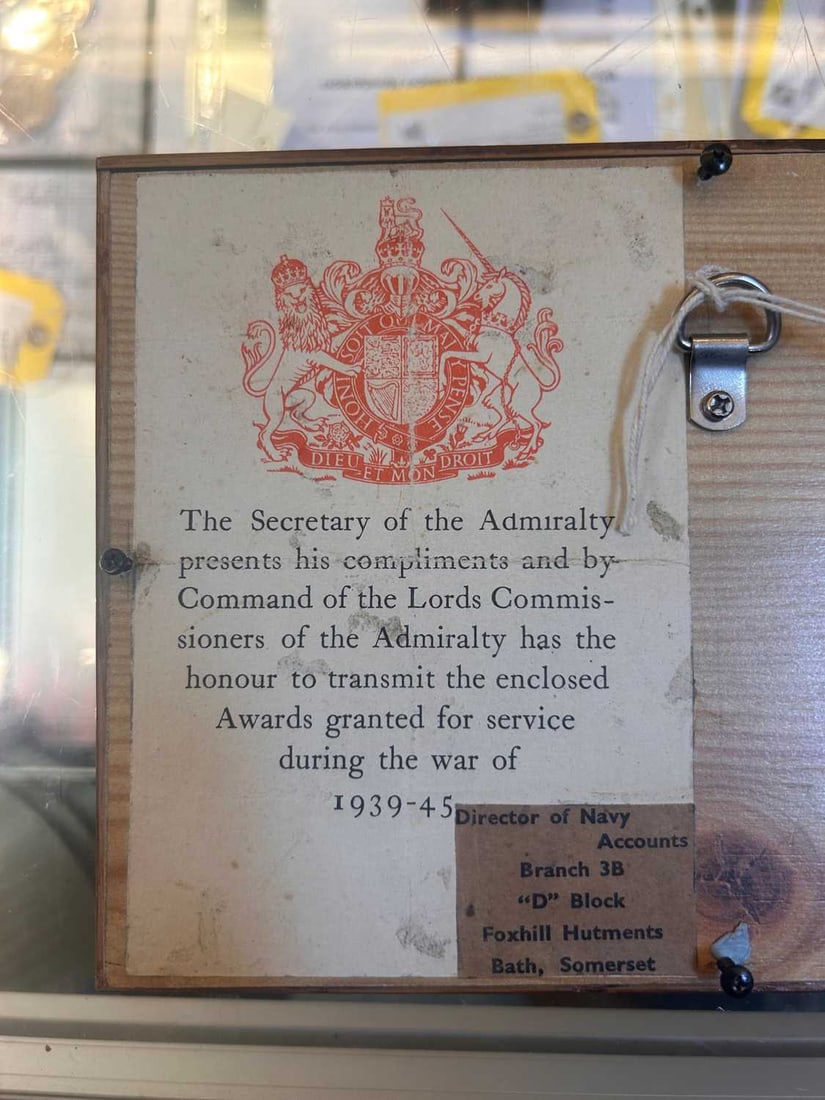 HONI SOIT QUI MAL Y PENSE
DIEU ET MON DROIT
The Secretary of the Admiralty
presents his compliments and by
Command of the Lords Commis-
sioners of the Admiralty has the
honour to transmit the enclosed
Awards granted for service
during the war of
1939-45
Director of Navy
Accounts
Branch 3B
“D” Block
Foxhill Hutments
Bath, Somerset